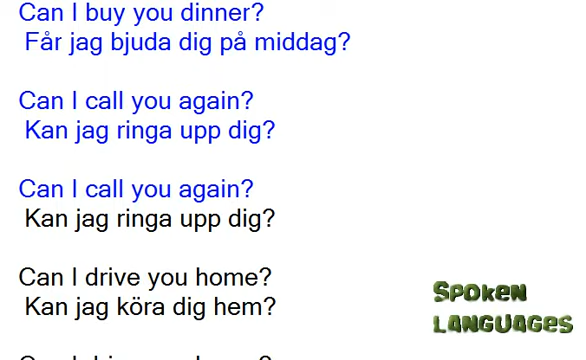 Can I buy you dinner?
Får jag bjuda dig på middag?
Can I call you again?
Kan jag ringa upp dig?
Can I call you again?
Kan jag ringa upp dig?
Can I drive you home?
Kan jag köra dig hem?
Spoken
Languages